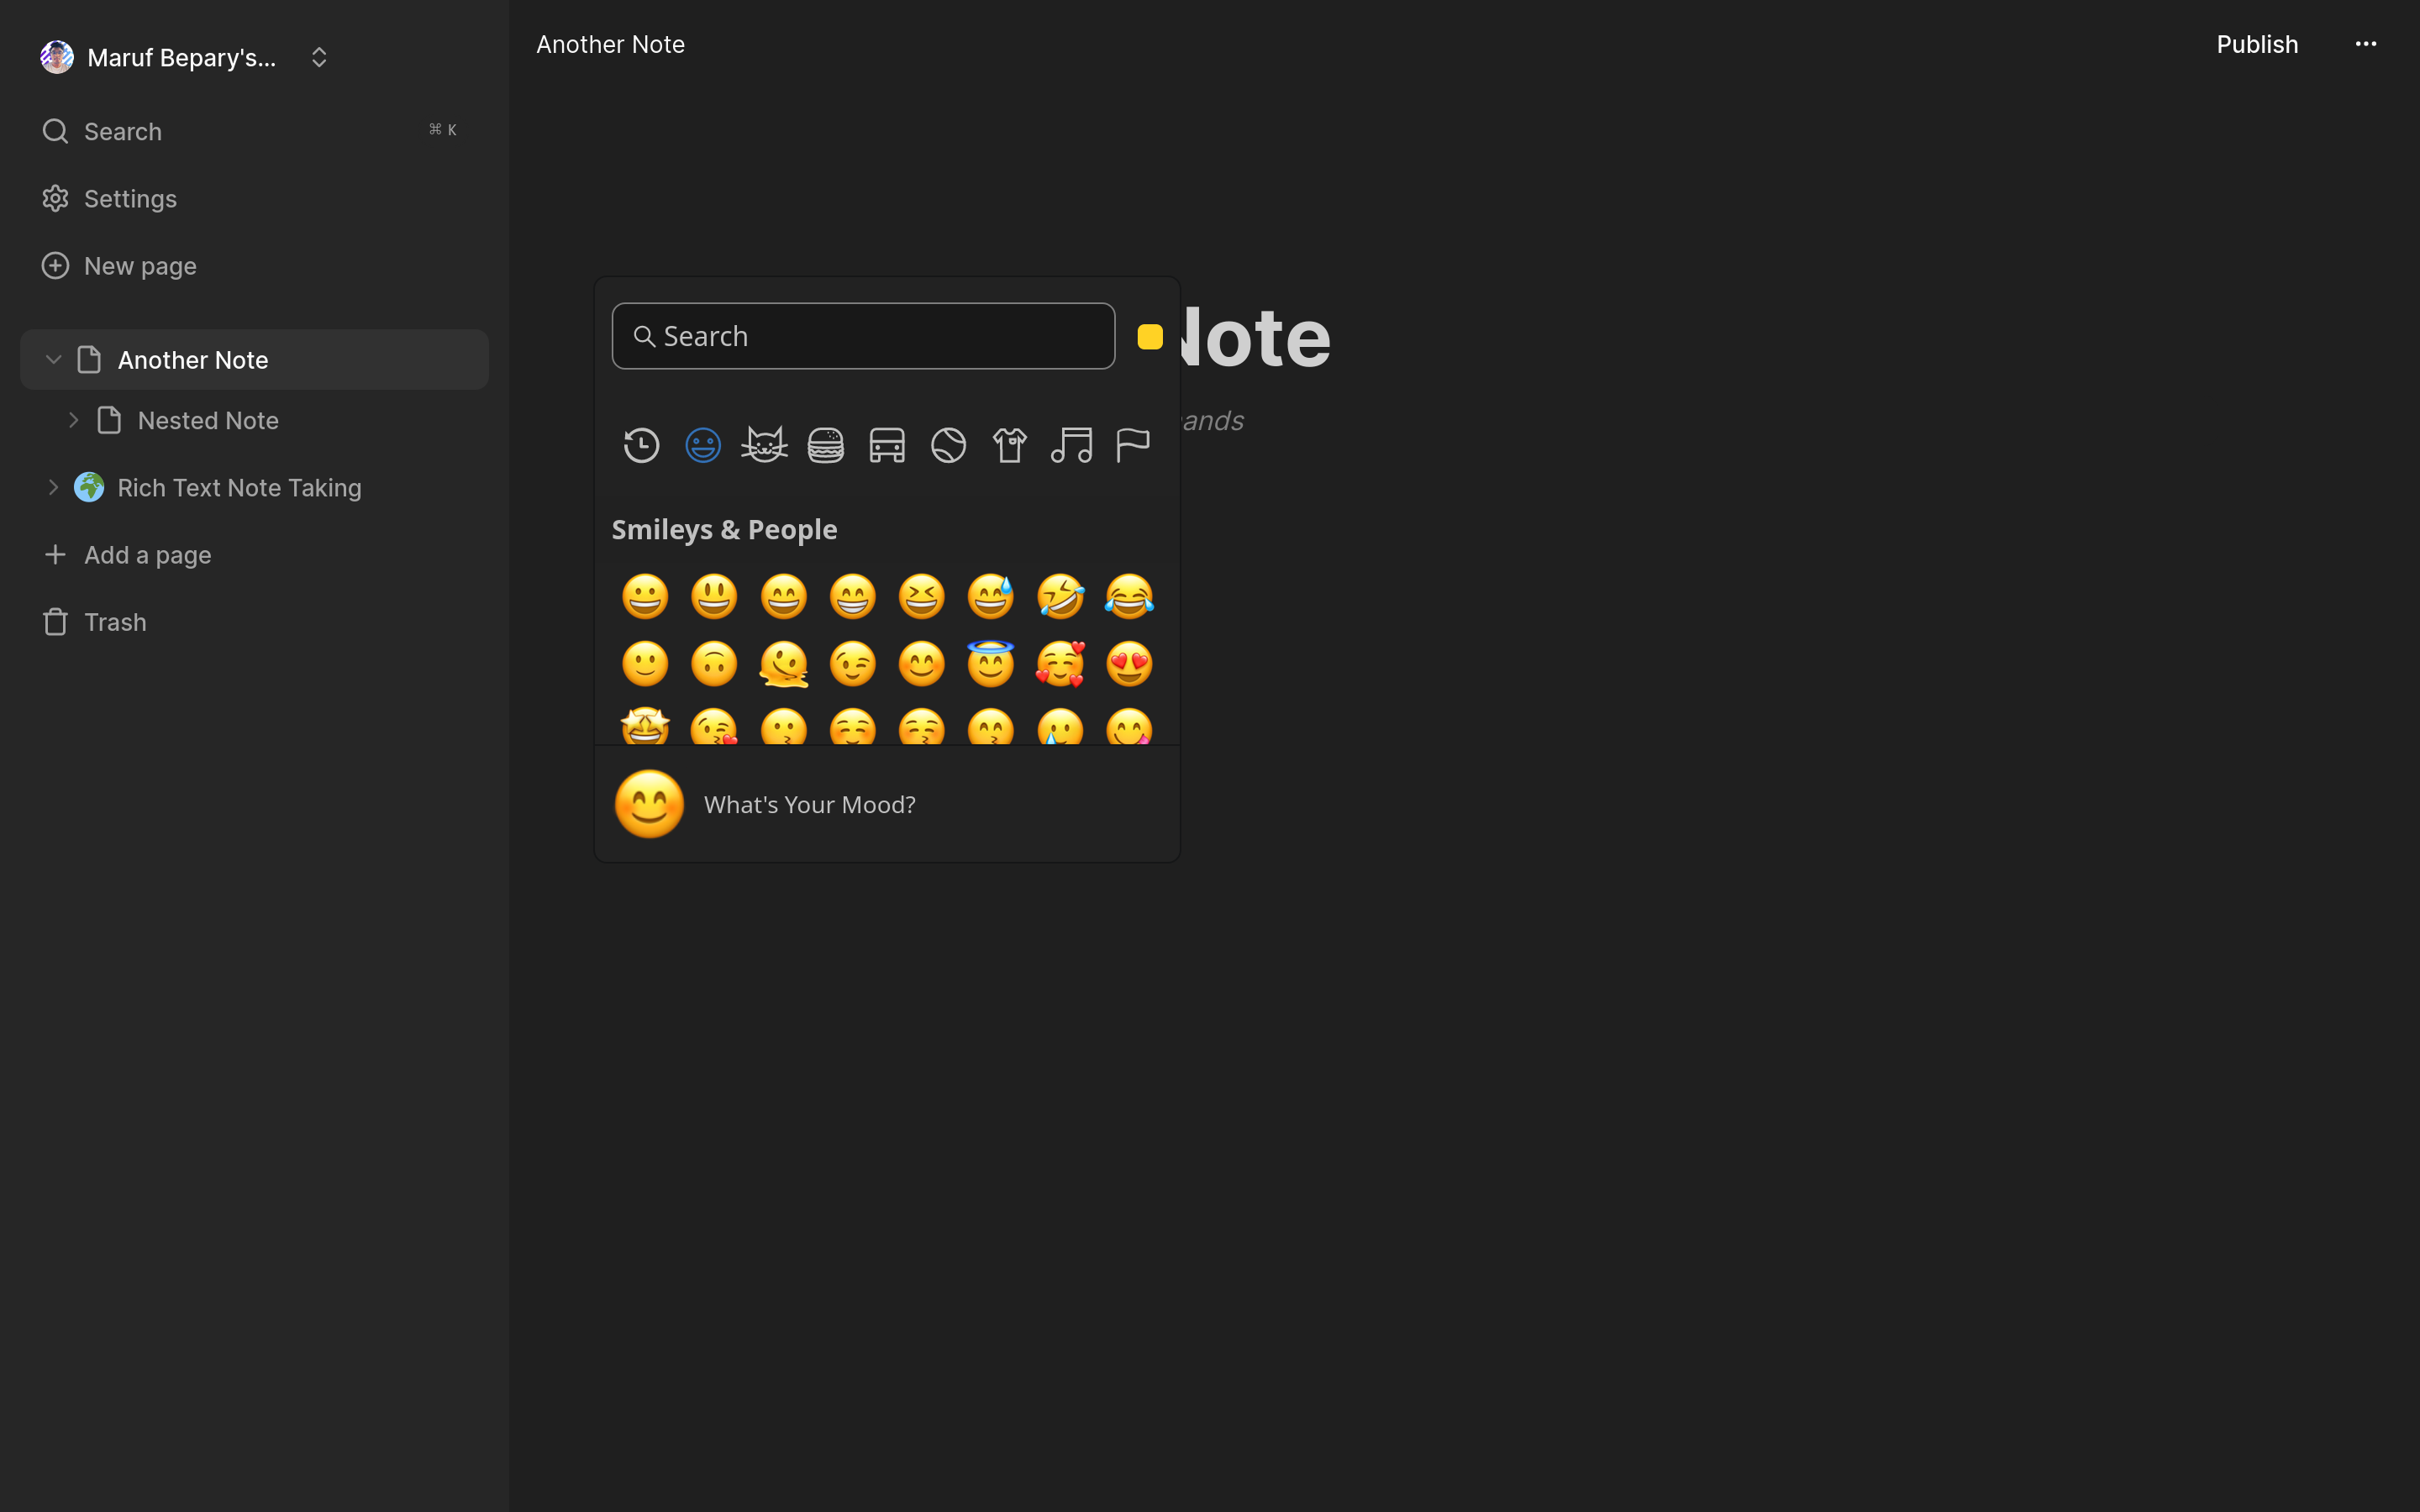 Maruf Bepary's...
Search ⌘ K
Settings
New page
Another Note
Nested Note
Rich Text Note Taking
Add a page
Trash
Another Note
Publish
Search
Note
ands
Smileys & People
What's Your Mood?